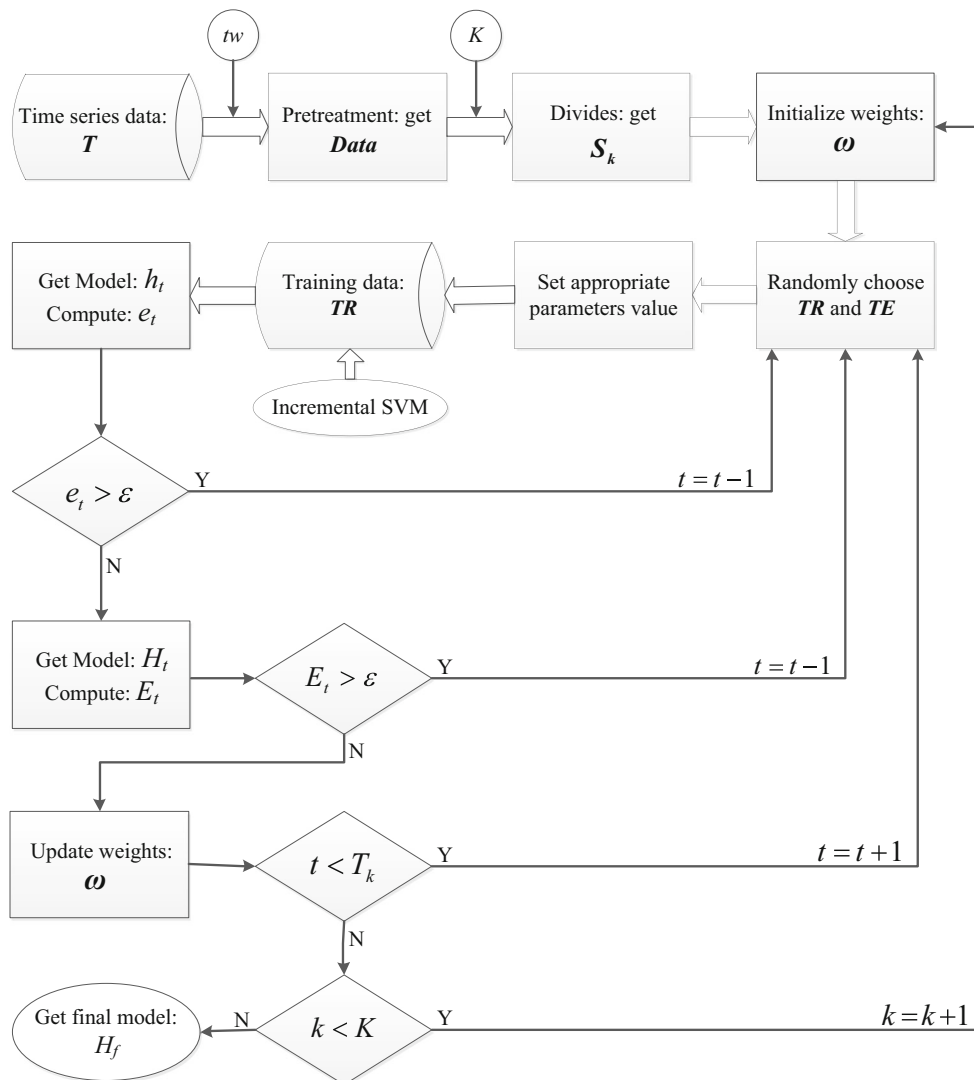 tw
K
Time series data:
T
Pretreatment: get
Data
Divides: get
S_k
Initialize weights:
ω
Get Model: h_t
Compute: e_t
Training data:
TR
Set appropriate
parameters value
Randomly choose
TR and TE
Incremental SVM
e_t > ε
Y
t = t − 1
N
Get Model: H_t
Compute: E_t
E_t > ε
Y
t = t − 1
N
Update weights:
ω
t < T_k
Y
t = t + 1
N
Get final model:
H_f
N
k < K
Y
k = k + 1